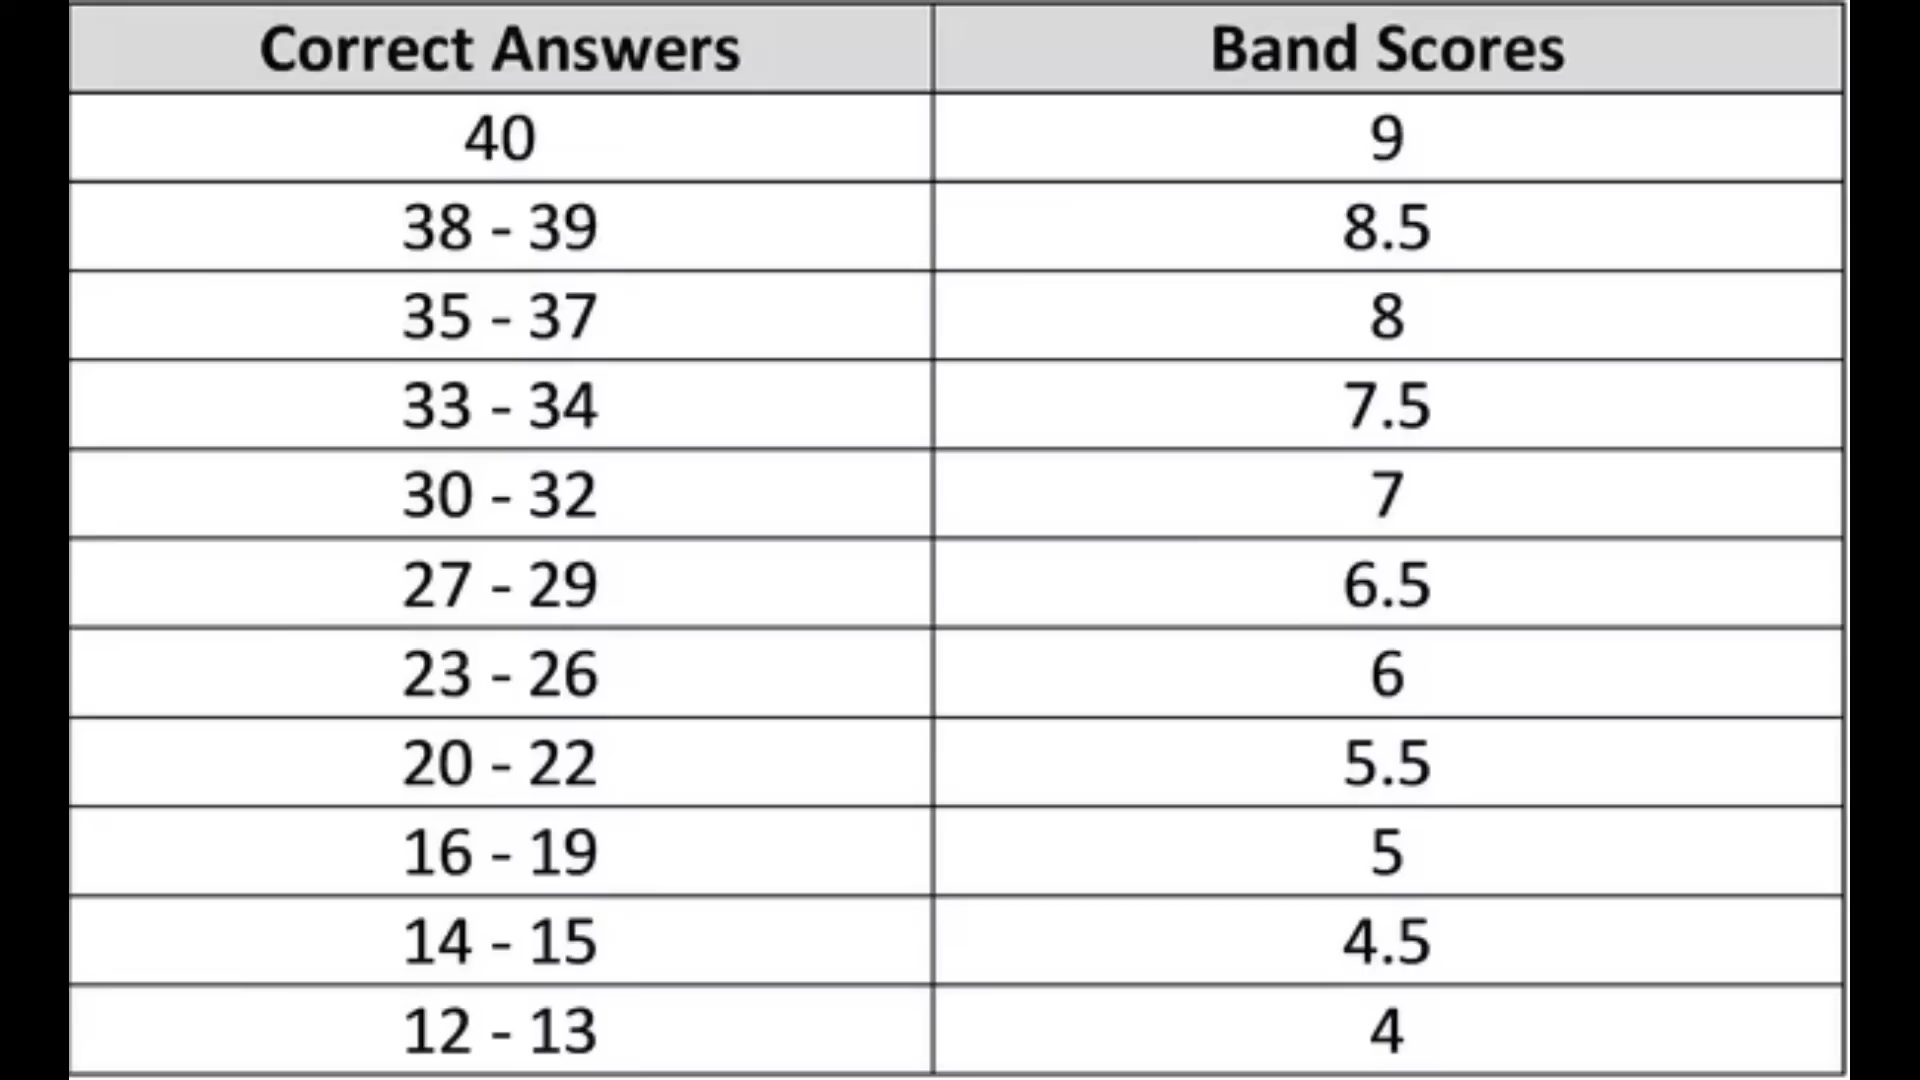 Correct Answers Band Scores
40 9
38 - 39 8.5
35 - 37 8
33 - 34 7.5
30 - 32 7
27 - 29 6.5
23 - 26 6
20 - 22 5.5
16 - 19 5
14 - 15 4.5
12 - 13 4